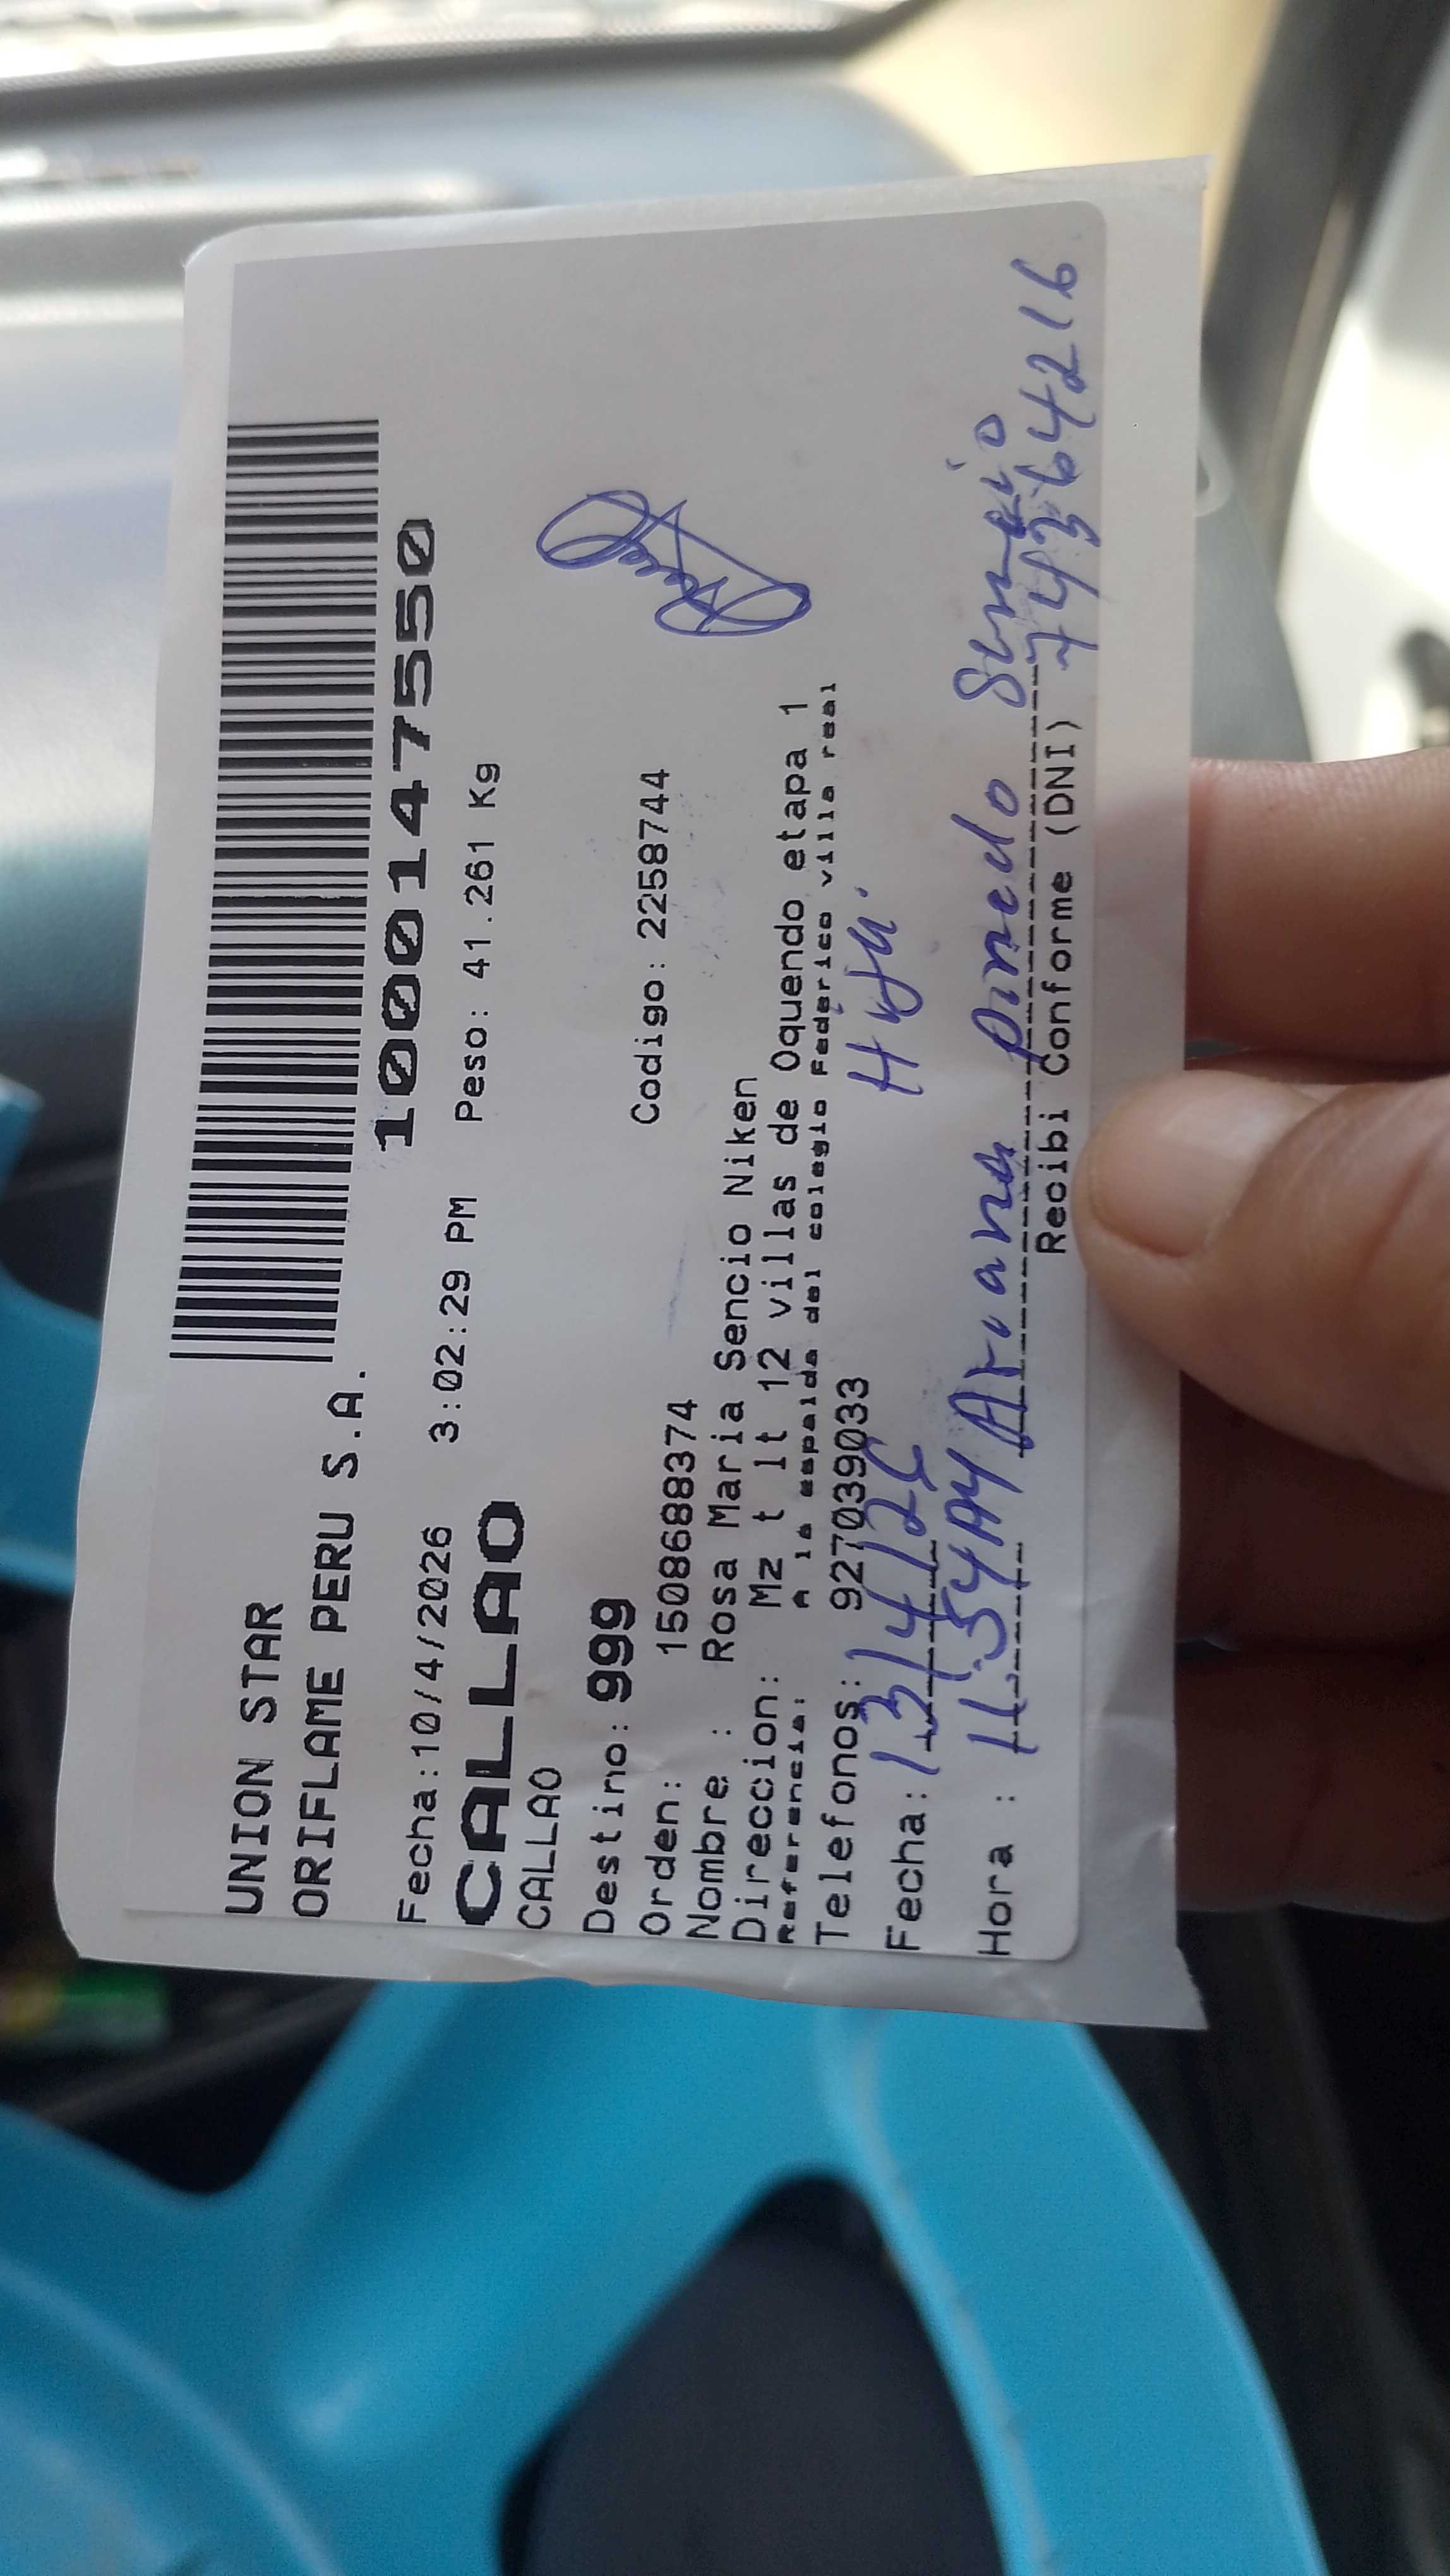 UNION STAR
ORIFLAME PERU S.A.
10001477550
Fecha:10/4/2026 3:02:29 PM Peso: 41.261 Kg
CALLAO
CALLAO
Destino: 999
Orden: 1508688374 Codigo: 2258744
Nombre : Rosa Maria Sencio Niken
Direccion: Mz t lt 12 villas de Oquendo etapa 1
Referencia: A la espalda del colegio Federico villa real
Telefonos: 927039033
Hija.
Fecha: 13/4/26
Hora : 11:54AM Ariana pinedo Sencio
Recibi Conforme (DNI) 74364216